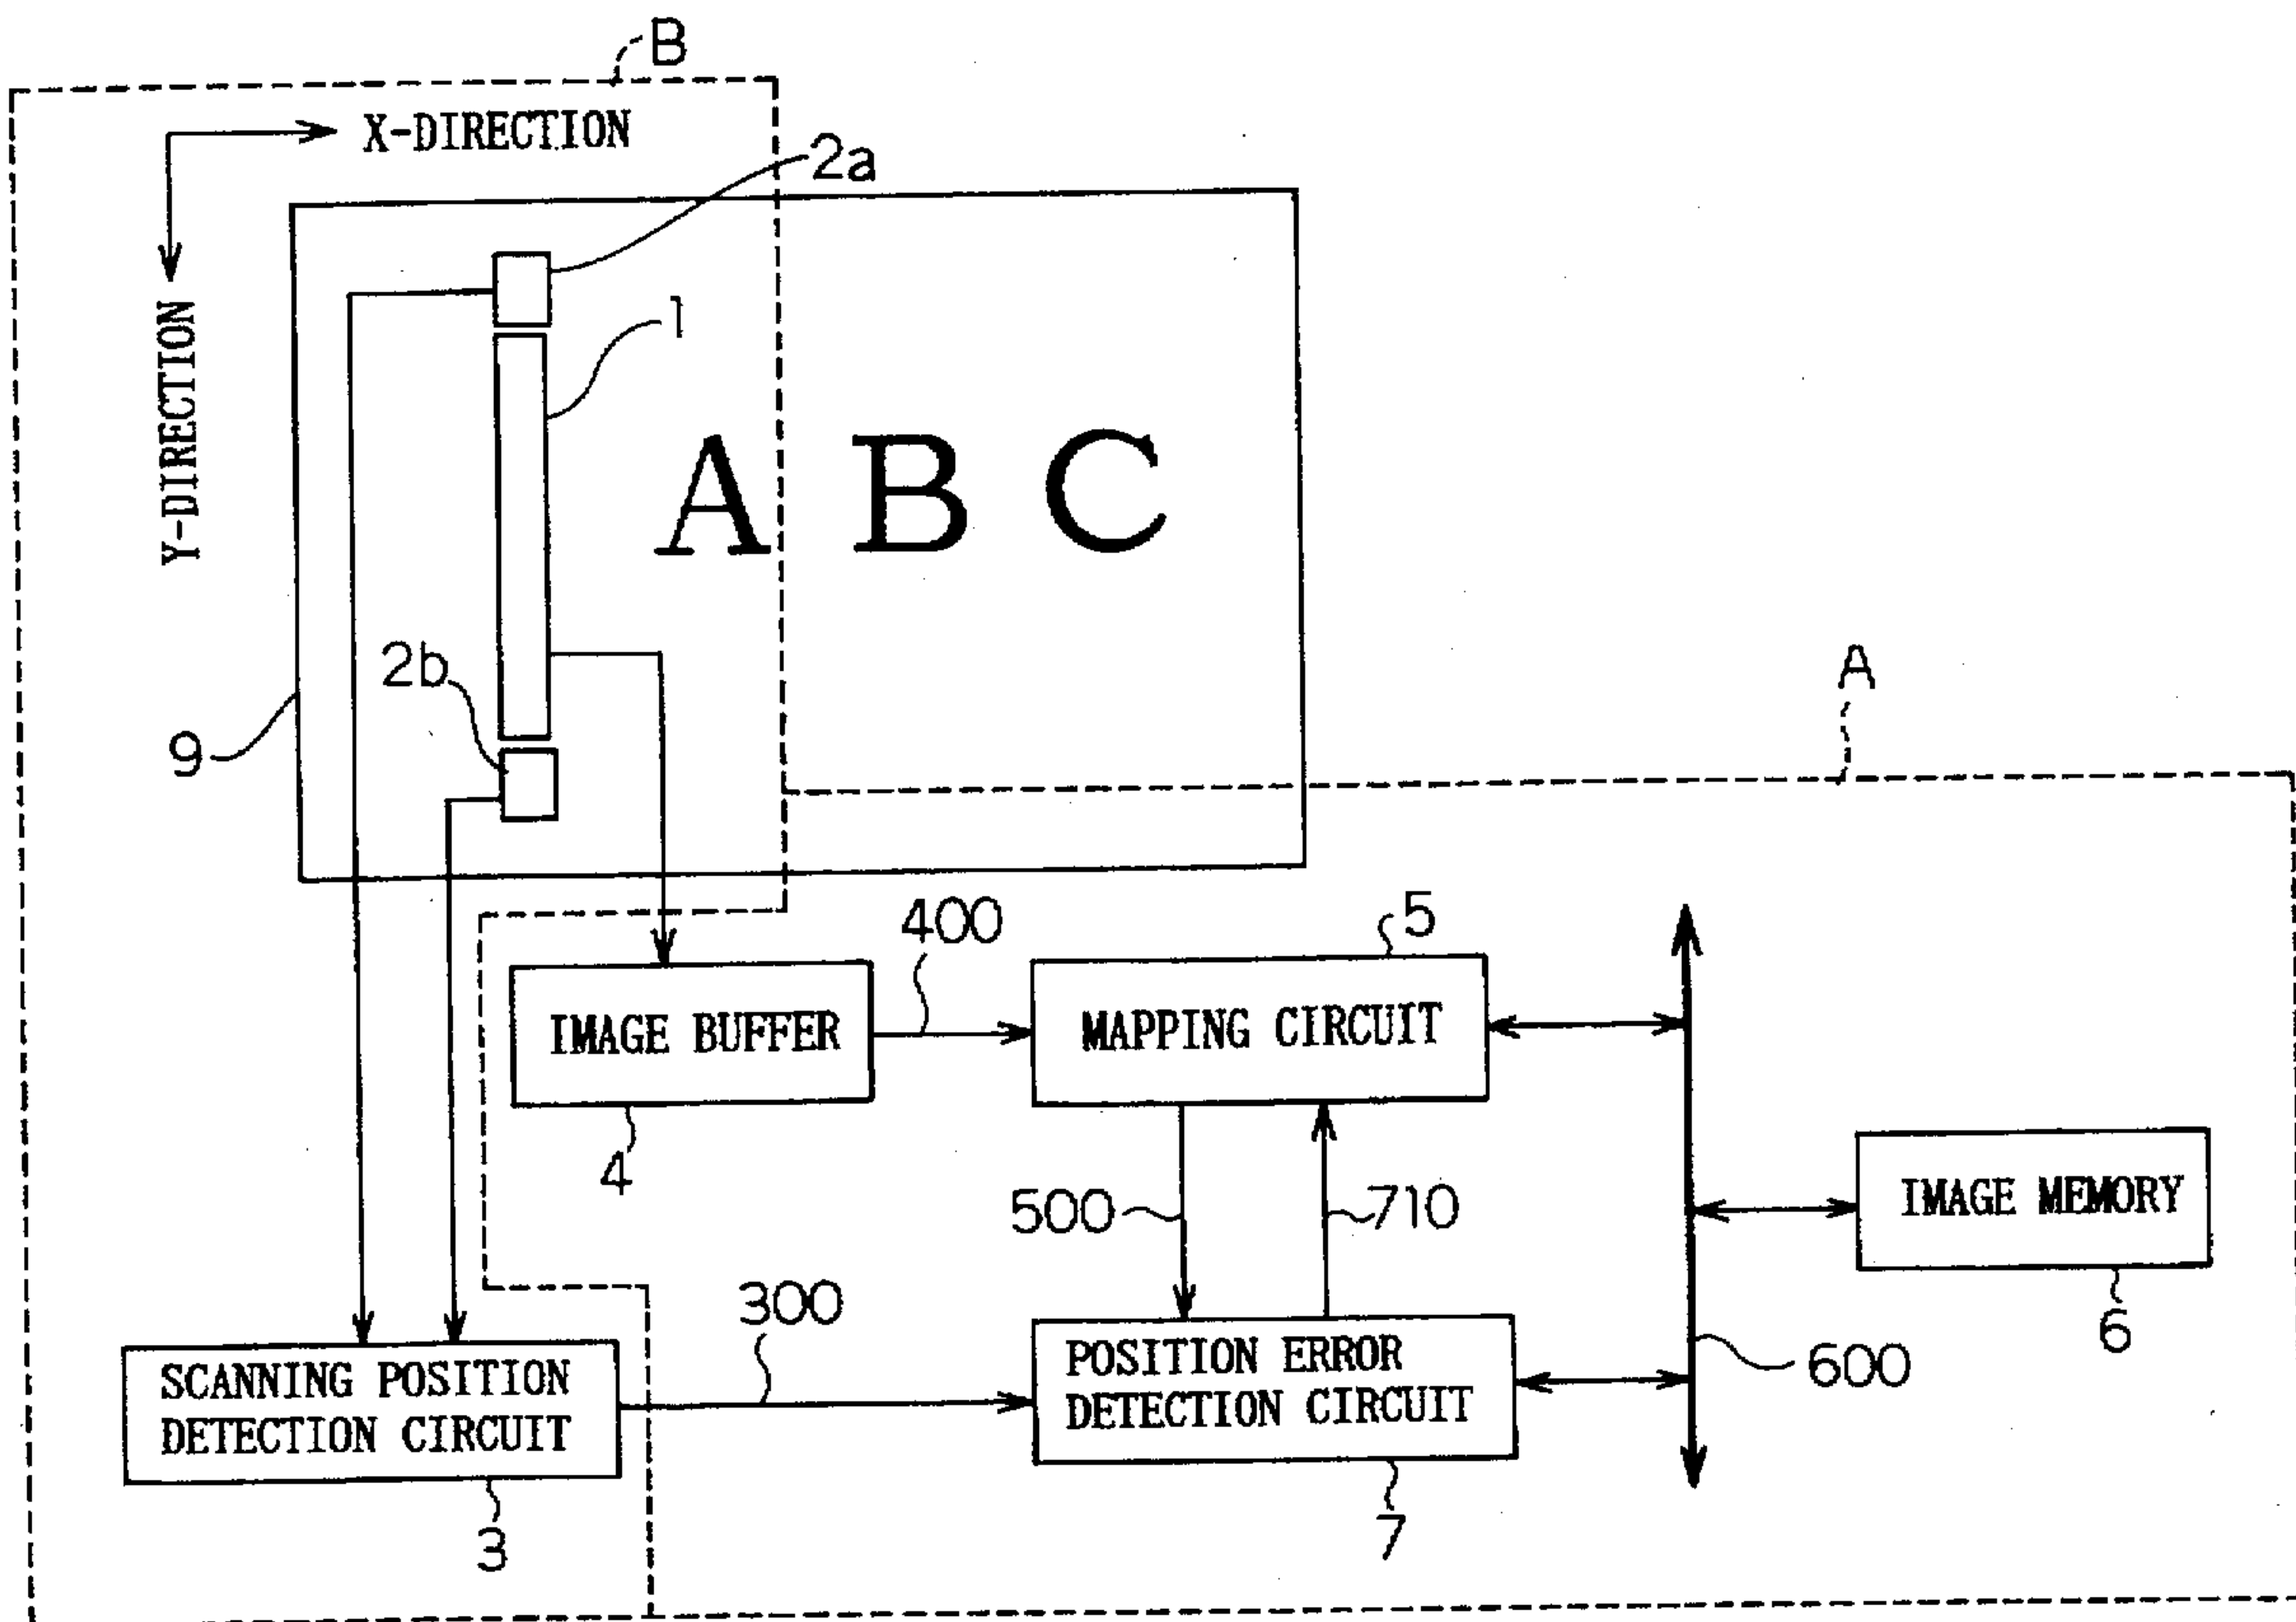 B
X-DIRECTION
2a
Y-DIRECTION
1
A B C
2b
9
A
400
5
IMAGE BUFFER
MAPPING CIRCUIT
4
500
710
IMAGE MEMORY
6
300
600
SCANNING POSITION
DETECTION CIRCUIT
POSITION ERROR
DETECTION CIRCUIT
3
7